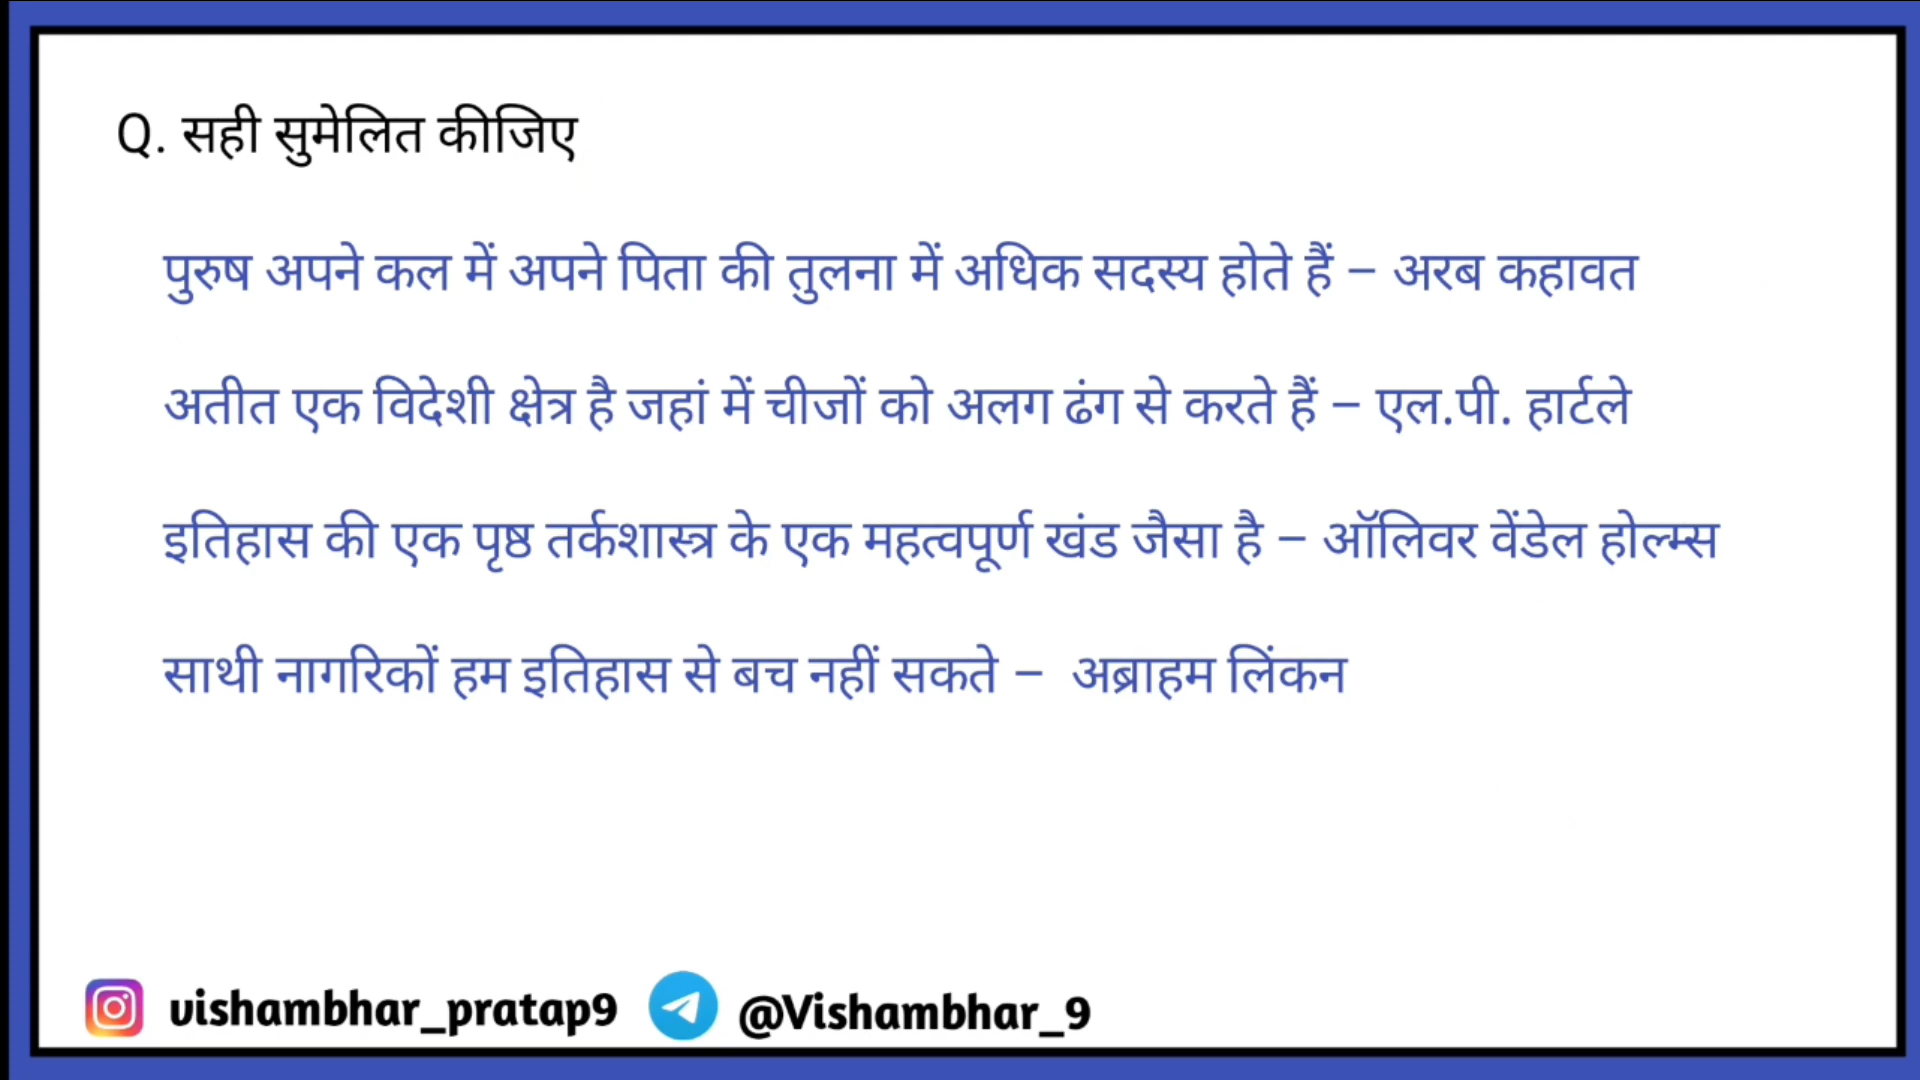 Q. सही सुमेलित कीजिए
पुरुष अपने कल में अपने पिता की तुलना में अधिक सदस्य होते हैं – अरब कहावत
अतीत एक विदेशी क्षेत्र है जहां में चीजों को अलग ढंग से करते हैं – एल.पी. हार्टले
इतिहास की एक पृष्ठ तर्कशास्त्र के एक महत्वपूर्ण खंड जैसा है – ऑलिवर वेंडेल होल्म्स
साथी नागरिकों हम इतिहास से बच नहीं सकते – अब्राहम लिंकन
vishambhar_pratap9 @Vishambhar_9